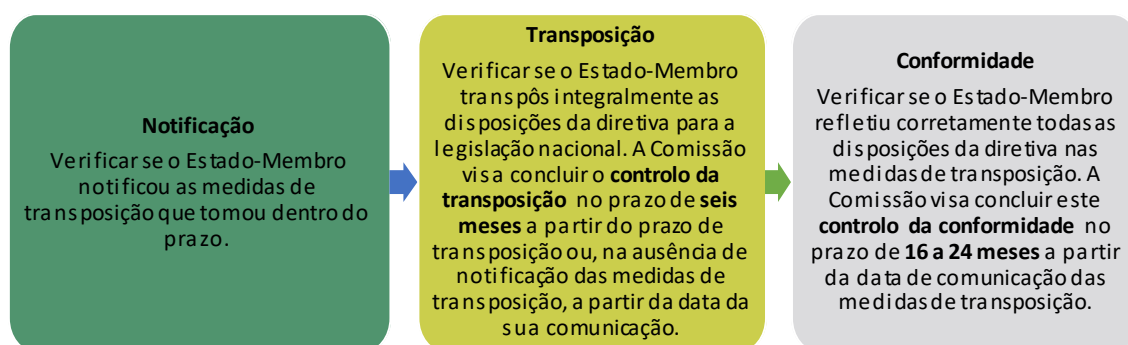 Notificação
Verificar se o Estado-Membro
notificou as medidas de
transposição que tomou dentro do
prazo.
Transposição
Verificar se o Estado-Membro
transpôs integralmente as
disposições da diretiva para a
legislação nacional. A Comissão
visa concluir o controlo da
transposição no prazo de seis
meses a partir do prazo de
transposição ou, na ausência de
notificação das medidas de
transposição, a partir da data da
sua comunicação.
Conformidade
Verificar se o Estado-Membro
refletiu corretamente todas as
disposições da diretiva nas
medidas de transposição. A
Comissão visa concluir este
controlo da conformidade no
prazo de 16 a 24 meses a partir
da data de comunicação das
medidas de transposição.